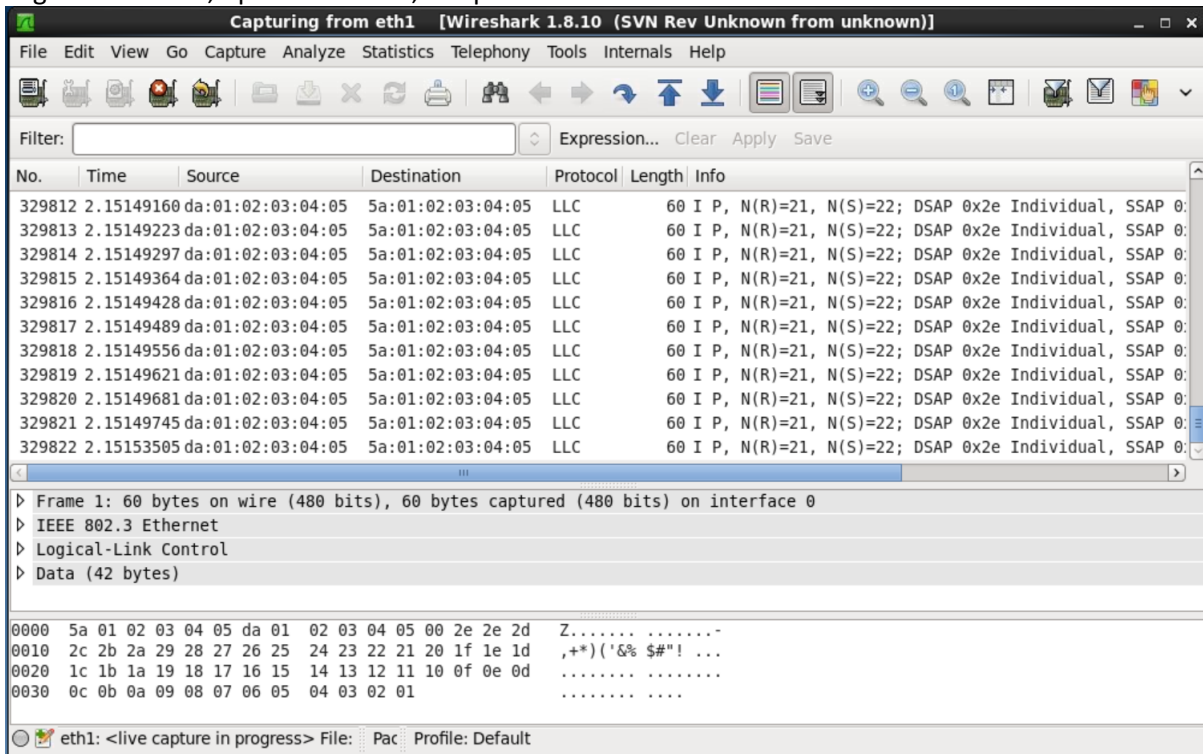 Capturing from eth1 [Wireshark 1.8.10 (SVN Rev Unknown from unknown)]
File Edit View Go Capture Analyze Statistics Telephony Tools Internals Help
Filter: Expression... Clear Apply Save
No. Time Source Destination Protocol Length Info
329812 2.15149160 da:01:02:03:04:05 5a:01:02:03:04:05 LLC 60 I P, N(R)=21, N(S)=22; DSAP 0x2e Individual, SSAP
329813 2.15149223 da:01:02:03:04:05 5a:01:02:03:04:05 LLC 60 I P, N(R)=21, N(S)=22; DSAP 0x2e Individual, SSAP
329814 2.15149297 da:01:02:03:04:05 5a:01:02:03:04:05 LLC 60 I P, N(R)=21, N(S)=22; DSAP 0x2e Individual, SSAP
329815 2.15149364 da:01:02:03:04:05 5a:01:02:03:04:05 LLC 60 I P, N(R)=21, N(S)=22; DSAP 0x2e Individual, SSAP
329816 2.15149428 da:01:02:03:04:05 5a:01:02:03:04:05 LLC 60 I P, N(R)=21, N(S)=22; DSAP 0x2e Individual, SSAP
329817 2.15149489 da:01:02:03:04:05 5a:01:02:03:04:05 LLC 60 I P, N(R)=21, N(S)=22; DSAP 0x2e Individual, SSAP
329818 2.15149556 da:01:02:03:04:05 5a:01:02:03:04:05 LLC 60 I P, N(R)=21, N(S)=22; DSAP 0x2e Individual, SSAP
329819 2.15149621 da:01:02:03:04:05 5a:01:02:03:04:05 LLC 60 I P, N(R)=21, N(S)=22; DSAP 0x2e Individual, SSAP
329820 2.15149681 da:01:02:03:04:05 5a:01:02:03:04:05 LLC 60 I P, N(R)=21, N(S)=22; DSAP 0x2e Individual, SSAP
329821 2.15149745 da:01:02:03:04:05 5a:01:02:03:04:05 LLC 60 I P, N(R)=21, N(S)=22; DSAP 0x2e Individual, SSAP
329822 2.15153505 da:01:02:03:04:05 5a:01:02:03:04:05 LLC 60 I P, N(R)=21, N(S)=22; DSAP 0x2e Individual, SSAP
Frame 1: 60 bytes on wire (480 bits), 60 bytes captured (480 bits) on interface 0
IEEE 802.3 Ethernet
Logical-Link Control
Data (42 bytes)
0000 5a 01 02 03 04 05 da 01 02 03 04 05 00 2e 2e 2d Z....... .......-
0010 2c 2b 2a 29 28 27 26 25 24 23 22 21 20 1f 1e 1d ,+*)('&% $#"! ...
0020 1c 1b 1a 19 18 17 16 15 14 13 12 11 10 0f 0e 0d ........ ........
0030 0c 0b 0a 09 08 07 06 05 04 03 02 01 ........ ....
eth1: <live capture in progress> File: Pac Profile: Default